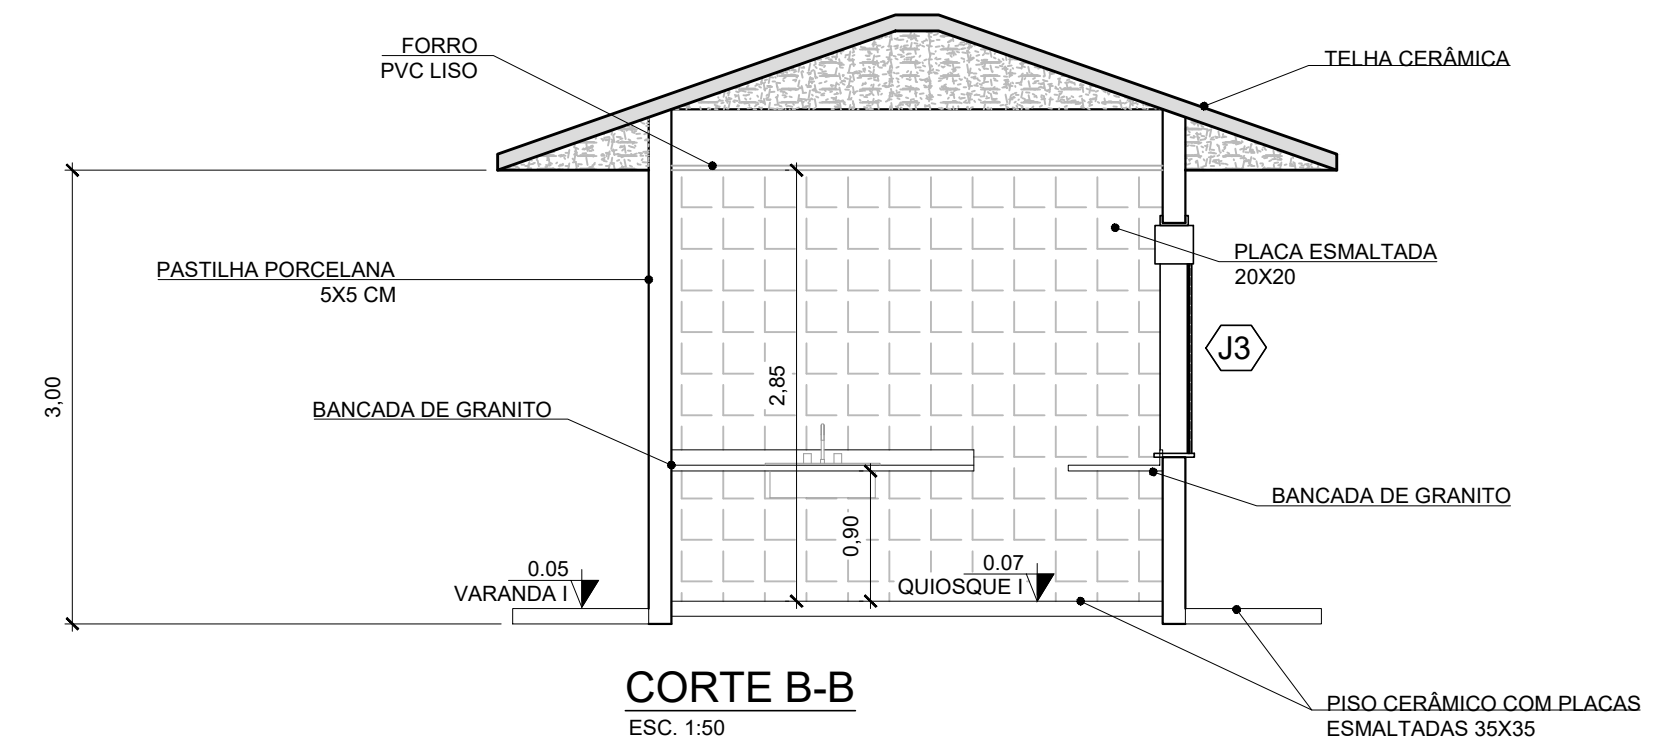 FORRO
PVC LISO
TELHA CERÂMICA
PLACA ESMALTADA
20X20
PASTILHA PORCELANA
5X5 CM
J3
3,00
2,85
BANCADA DE GRANITO
BANCADA DE GRANITO
0,90
0.05
VARANDA I
0.07
QUIOSQUE I
CORTE B-B
ESC. 1:50
PISO CERÂMICO COM PLACAS
ESMALTADAS 35X35